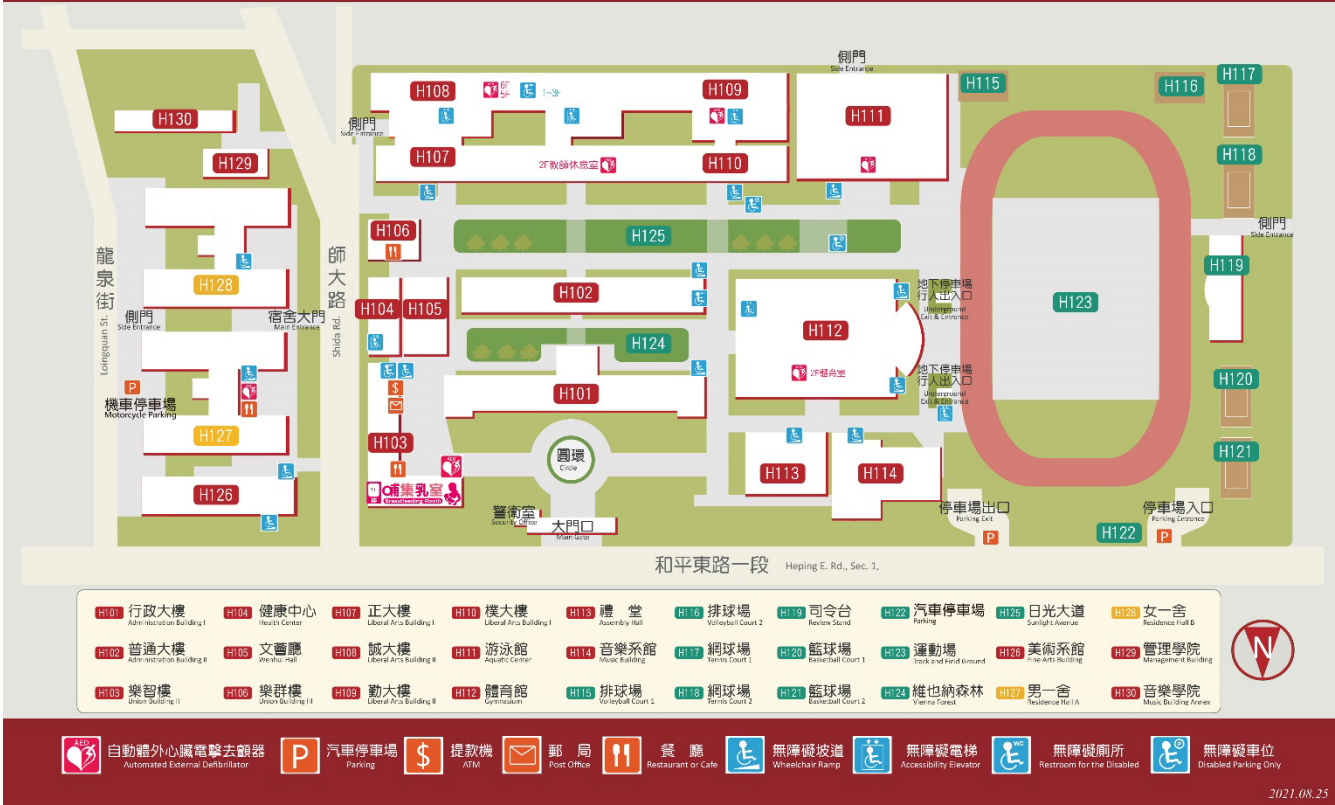 側門
Side Entrance
H115
H116
H117
H108
6F
5F
1~3F
H109
H111
H130
側門
Side Entrance
H107
2F教師休息室
H110
H118
H129
H106
H125
側門
Side Entrance
龍泉街
Loingquan St.
師大路
Shida Rd.
H119
H128
H104
H105
H102
地下停車場
行人出入口
Underground
Exit & Entrance
H123
側門
Side Entrance
宿舍大門
Main Entrance
H112
H124
2F體育室
地下停車場
行人出入口
Underground
Exit & Entrance
H120
P
機車停車場
Motorcycle Parking
$
H101
H127
H103
AED
圓環
Circle
H121
H113
H114
H126
哺集乳室
Breastfeeding Room
警衛室
Security Office
大門口
Main Gate
停車場出口
Parking Exit
P
H122
停車場入口
Parking Entrance
P
和平東路一段 Heping E. Rd., Sec. 1,
H101 行政大樓 Administration Building I
H104 健康中心 Health Center
H107 正大樓 Liberal Arts Building I
H110 樸大樓 Liberal Arts Building I
H113 禮 堂 Assembly Hall
H116 排球場 Volleyball Court 2
H119 司令台 Review Stand
H122 汽車停車場 Parking
H125 日光大道 Sunlight Avenue
H128 女一舍 Residence Hall B
H102 普通大樓 Administration Building II
H105 文薈廳 Wenhui Hall
H108 誠大樓 Liberal Arts Building II
H111 游泳館 Aquatic Center
H114 音樂系館 Music Building
H117 網球場 Tennis Court 1
H120 籃球場 Basketball Court 1
H123 運動場 Track and Field Ground
H126 美術系館 Fine Arts Building
H129 管理學院 Management Building
H103 樂智樓 Union Building II
H106 樂群樓 Union Building III
H109 勤大樓 Liberal Arts Building II
H112 體育館 Gymnasium
H115 排球場 Volleyball Court 1
H118 網球場 Tennis Court 2
H121 籃球場 Basketball Court 2
H124 維也納森林 Vienna Forest
H127 男一舍 Residence Hall A
H130 音樂學院 Music Building Annex
N
AED
自動體外心臟電擊去顫器
Automated External Defibrillator
P
汽車停車場
Parking
$
提款機
ATM
郵 局
Post Office
餐 廳
Restaurant or Cafe
無障礙坡道
Wheelchair Ramp
無障礙電梯
Accessibility Elevator
WC
無障礙廁所
Restroom for the Disabled
P
無障礙車位
Disabled Parking Only
2021.08.25